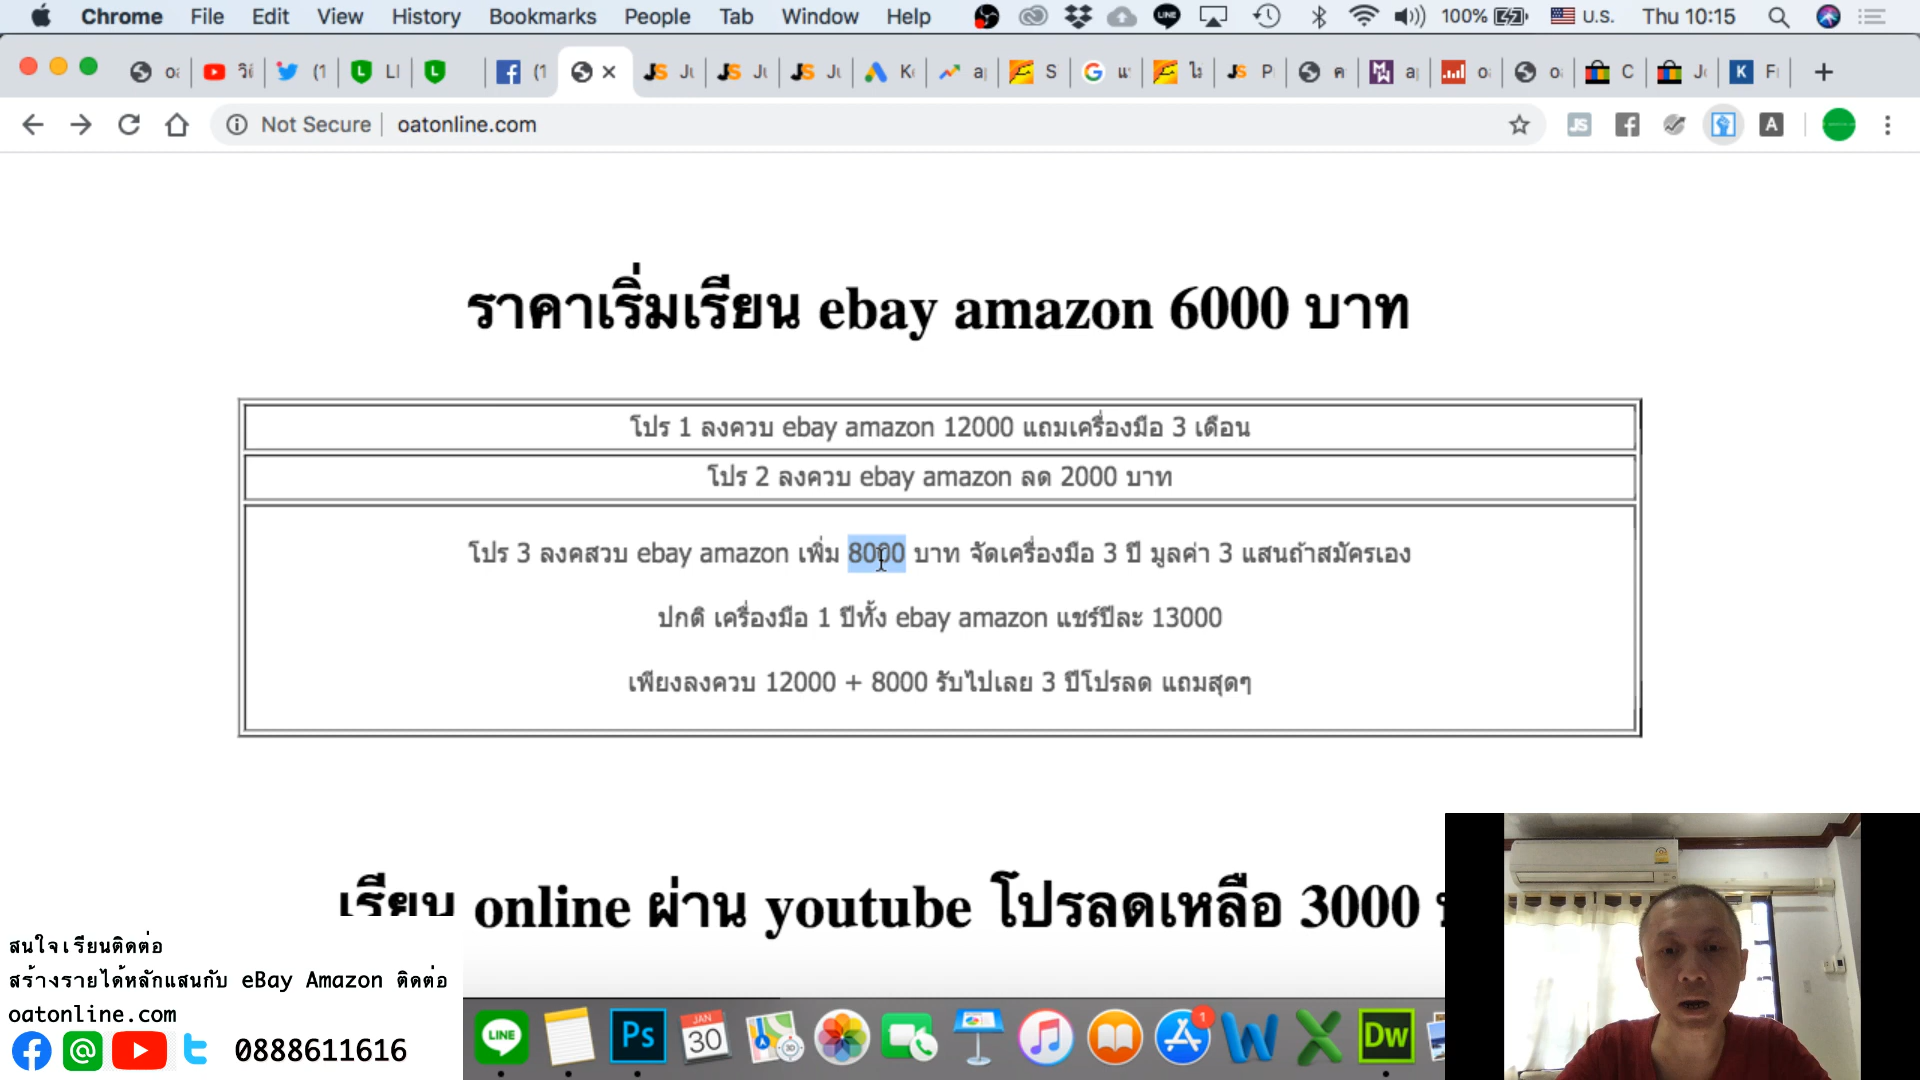 Chrome File Edit View History Bookmarks People Tab Window Help 100% U.S. Thu 10:15
Not Secure oatonline.com
ราคาเริ่มเรียน ebay amazon 6000 บาท
โปร 1 ลงควบ ebay amazon 12000 แถมเครื่องมือ 3 เดือน
โปร 2 ลงควบ ebay amazon ลด 2000 บาท
โปร 3 ลงคสวบ ebay amazon เพิ่ม 8000 บาท จัดเครื่องมือ 3 ปี มูลค่า 3 แสนถ้าสมัครเอง
ปกติ เครื่องมือ 1 ปีทั้ง ebay amazon แชร์ปีละ 13000
เพียงลงควบ 12000 + 8000 รับไปเลย 3 ปีโปรลด แถมสุดๆ
เรียน online ผ่าน youtube โปรลดเหลือ 3000
สนใจเรียนติดต่อ
สร้างรายได้หลักแสนกับ eBay Amazon ติดต่อ
oatonline.com
0888611616
LINE Ps JAN 30 1 W X Dw